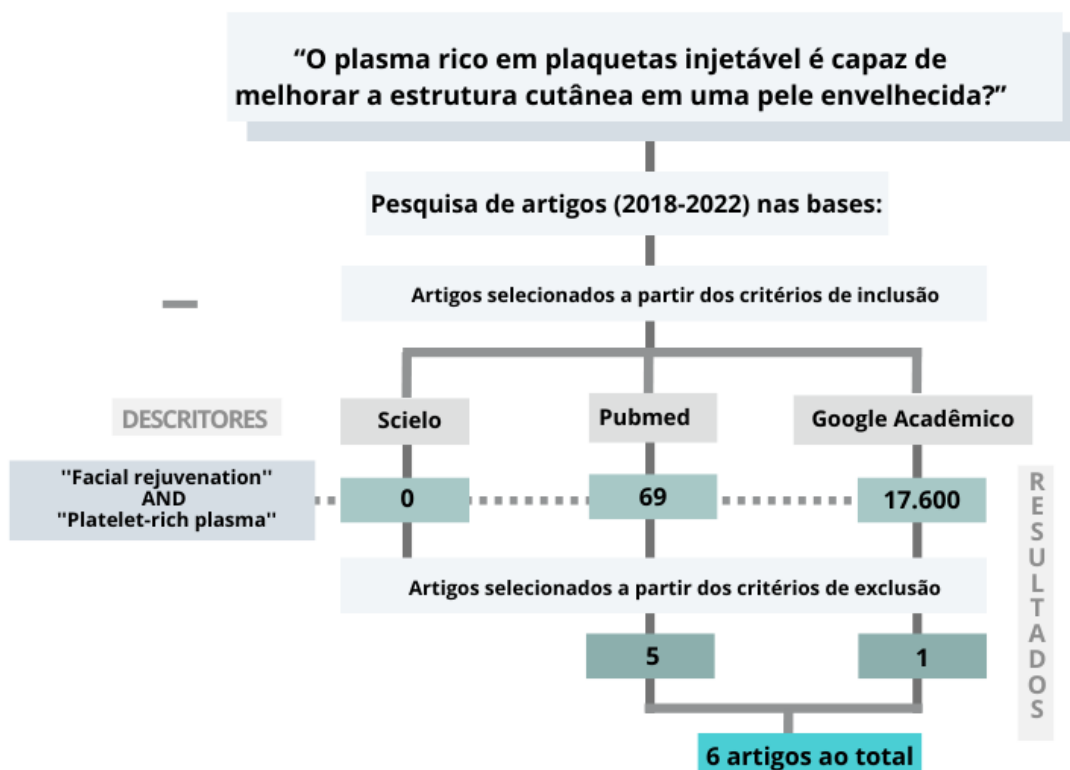 “O plasma rico em plaquetas injetável é capaz de
melhorar a estrutura cutânea em uma pele envelhecida?”
Pesquisa de artigos (2018-2022) nas bases:
Artigos selecionados a partir dos critérios de inclusão
DESCRITORES
Scielo
Pubmed
Google Acadêmico
"Facial rejuvenation"
AND
"Platelet-rich plasma"
0
69
17.600
RESULTADOS
Artigos selecionados a partir dos critérios de exclusão
5
1
6 artigos ao total